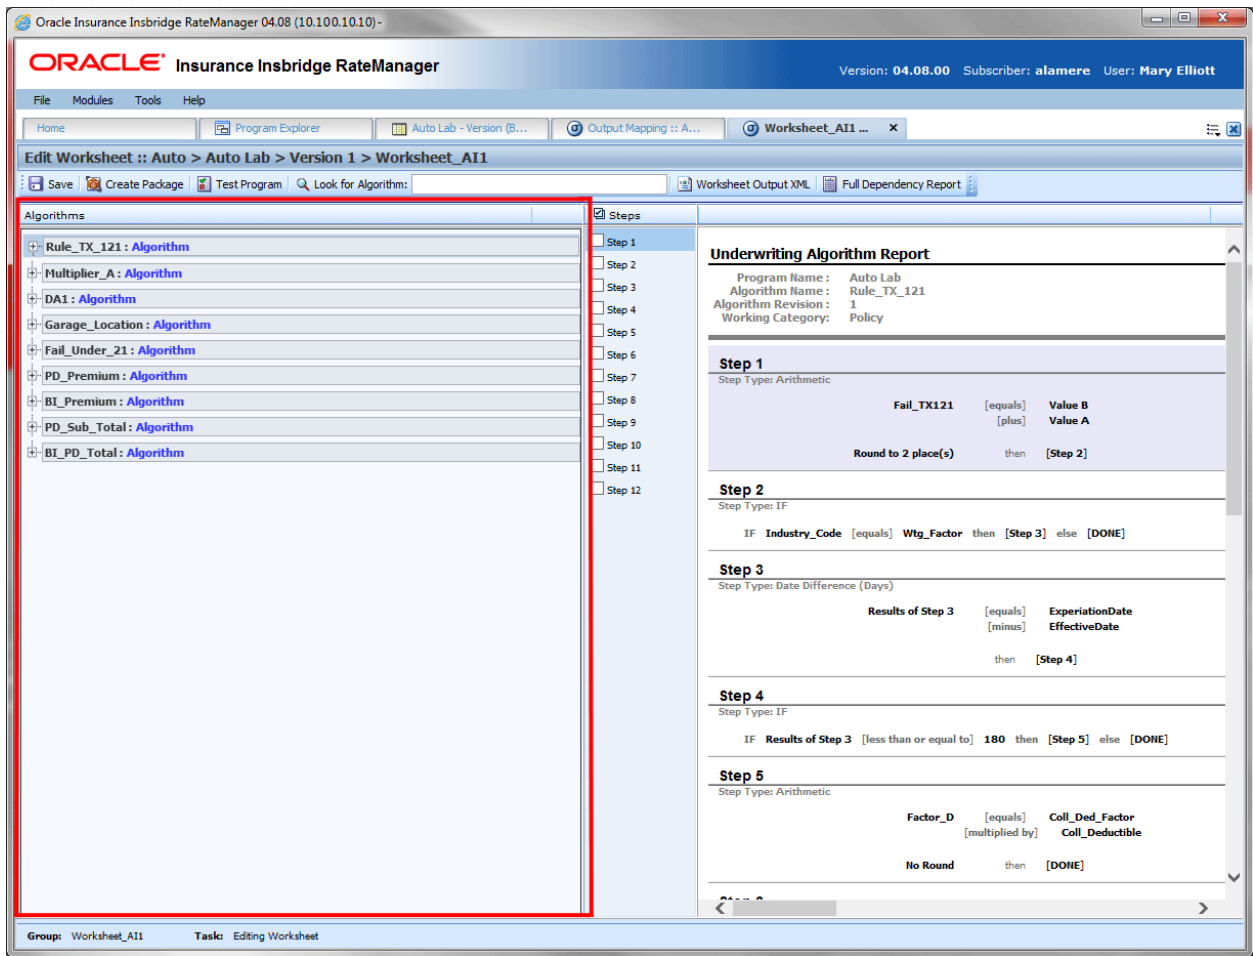 Oracle Insurance Insbridge RateManager 04.08 (10.100.10.10) -
ORACLE Insurance Insbridge RateManager
Version: 04.08.00 Subscriber: alamere User: Mary Elliott
File Modules Tools Help
Home Program Explorer Auto Lab - Version (B... Output Mapping :: A... Worksheet_AI1 ... X
Edit Worksheet :: Auto > Auto Lab > Version 1 > Worksheet_AI1
Save Create Package Test Program Look for Algorithm: Worksheet Output XML Full Dependency Report
Algorithms
Rule_TX_121 : Algorithm
Multiplier_A : Algorithm
DA1 : Algorithm
Garage_Location : Algorithm
Fail_Under_21 : Algorithm
PD_Premium : Algorithm
BI_Premium : Algorithm
PD_Sub_Total : Algorithm
BI_PD_Total : Algorithm
Steps
Step 1
Step 2
Step 3
Step 4
Step 5
Step 6
Step 7
Step 8
Step 9
Step 10
Step 11
Step 12
Underwriting Algorithm Report
Program Name : Auto Lab
Algorithm Name : Rule_TX_121
Algorithm Revision : 1
Working Category: Policy
Step 1
Step Type: Arithmetic
Fail_TX121 [equals] Value B
[plus] Value A
Round to 2 place(s) then [Step 2]
Step 2
Step Type: IF
IF Industry_Code [equals] Wtg_Factor then [Step 3] else [DONE]
Step 3
Step Type: Date Difference (Days)
Results of Step 3 [equals] ExperiationDate
[minus] EffectiveDate
then [Step 4]
Step 4
Step Type: IF
IF Results of Step 3 [less than or equal to] 180 then [Step 5] else [DONE]
Step 5
Step Type: Arithmetic
Factor_D [equals] Coll_Ded_Factor
[multiplied by] Coll_Deductible
No Round then [DONE]
Group: Worksheet_AI1 Task: Editing Worksheet